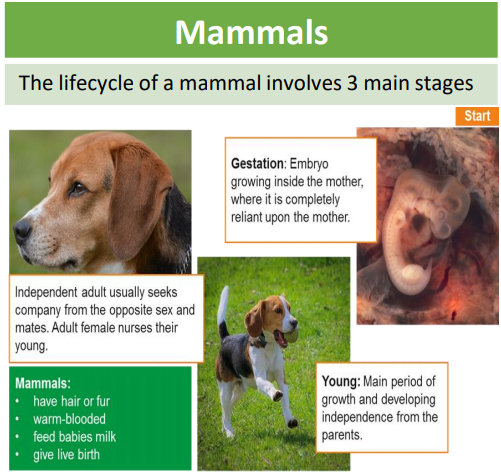 Mammals
The lifecycle of a mammal involves 3 main stages
Start
Gestation: Embryo
growing inside the mother,
where it is completely
reliant upon the mother.
Independent adult usually seeks
company from the opposite sex and
mates. Adult female nurses their
young.
Young: Main period of
growth and developing
independence from the
parents.
Mammals:
• have hair or fur
• warm-blooded
• feed babies milk
• give live birth